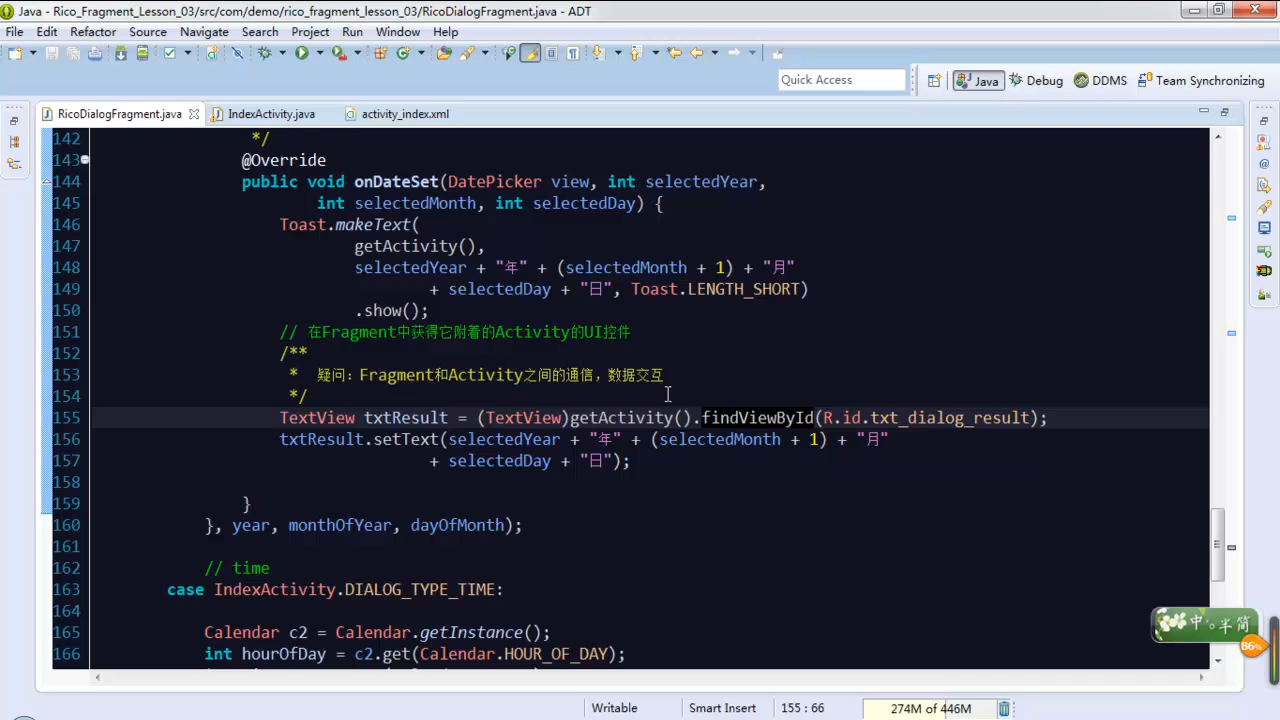 Java - Rico_Fragment_Lesson_03/src/com/demo/rico_fragment_lesson_03/RicoDialogFragment.java - ADT
File Edit Refactor Source Navigate Search Project Run Window Help
Quick Access Java Debug DDMS Team Synchronizing
RicoDialogFragment.java IndexActivity.java activity_index.xml
142 */
143 @Override
144 public void onDateSet(DatePicker view, int selectedYear,
145 int selectedMonth, int selectedDay) {
146 Toast.makeText(
147 getActivity(),
148 selectedYear + "年" + (selectedMonth + 1) + "月"
149 + selectedDay + "日", Toast.LENGTH_SHORT)
150 .show();
151 // 在Fragment中获得它附着的Activity的UI控件
152 /**
153 * 疑问：Fragment和Activity之间的通信，数据交互
154 */
155 TextView txtResult = (TextView)getActivity().findViewById(R.id.txt_dialog_result);
156 txtResult.setText(selectedYear + "年" + (selectedMonth + 1) + "月"
157 + selectedDay + "日");
158
159 }
160 }, year, monthOfYear, dayOfMonth);
161
162 // time
163 case IndexActivity.DIALOG_TYPE_TIME:
164
165 Calendar c2 = Calendar.getInstance();
166 int hourOfDay = c2.get(Calendar.HOUR_OF_DAY);
中 半 简
86%
Writable Smart Insert 155 : 66 274M of 446M